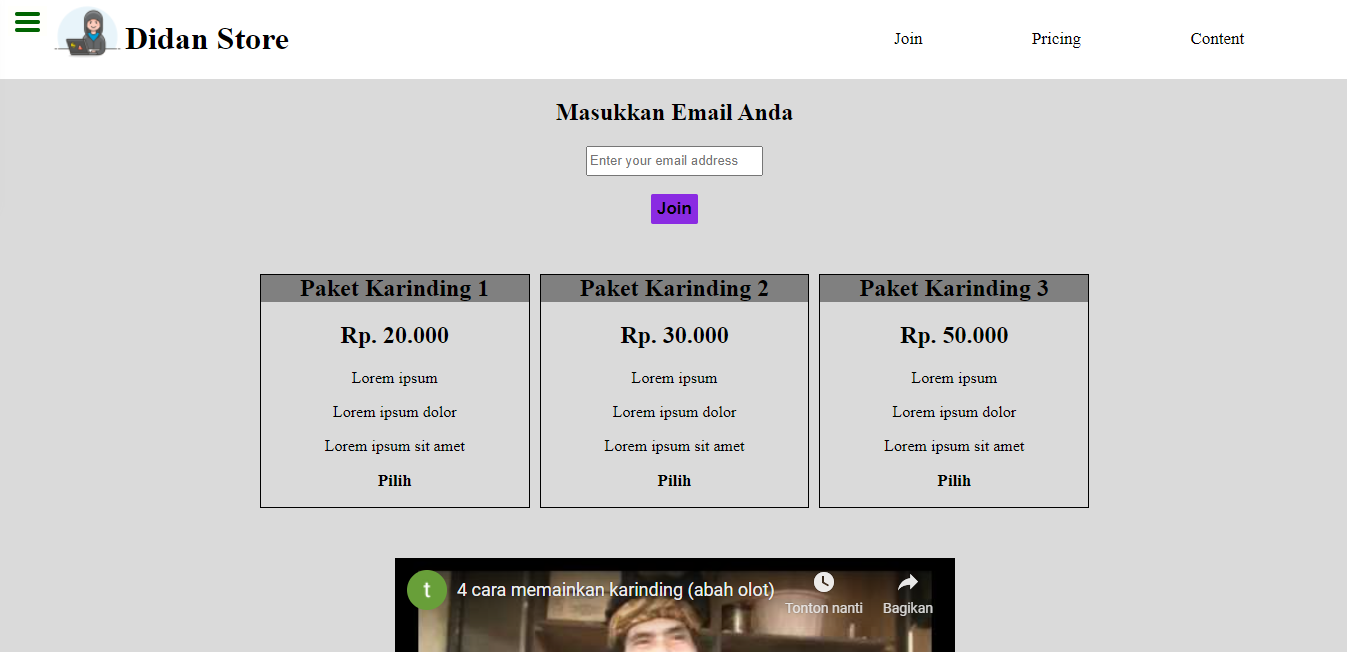 Didan Store
Join
Pricing
Content
Masukkan Email Anda
Enter your email address
Join
Paket Karinding 1
Rp. 20.000
Lorem ipsum
Lorem ipsum dolor
Lorem ipsum sit amet
Pilih
Paket Karinding 2
Rp. 30.000
Lorem ipsum
Lorem ipsum dolor
Lorem ipsum sit amet
Pilih
Paket Karinding 3
Rp. 50.000
Lorem ipsum
Lorem ipsum dolor
Lorem ipsum sit amet
Pilih
t
4 cara memainkan karinding (abah olot)
Tonton nanti
Bagikan